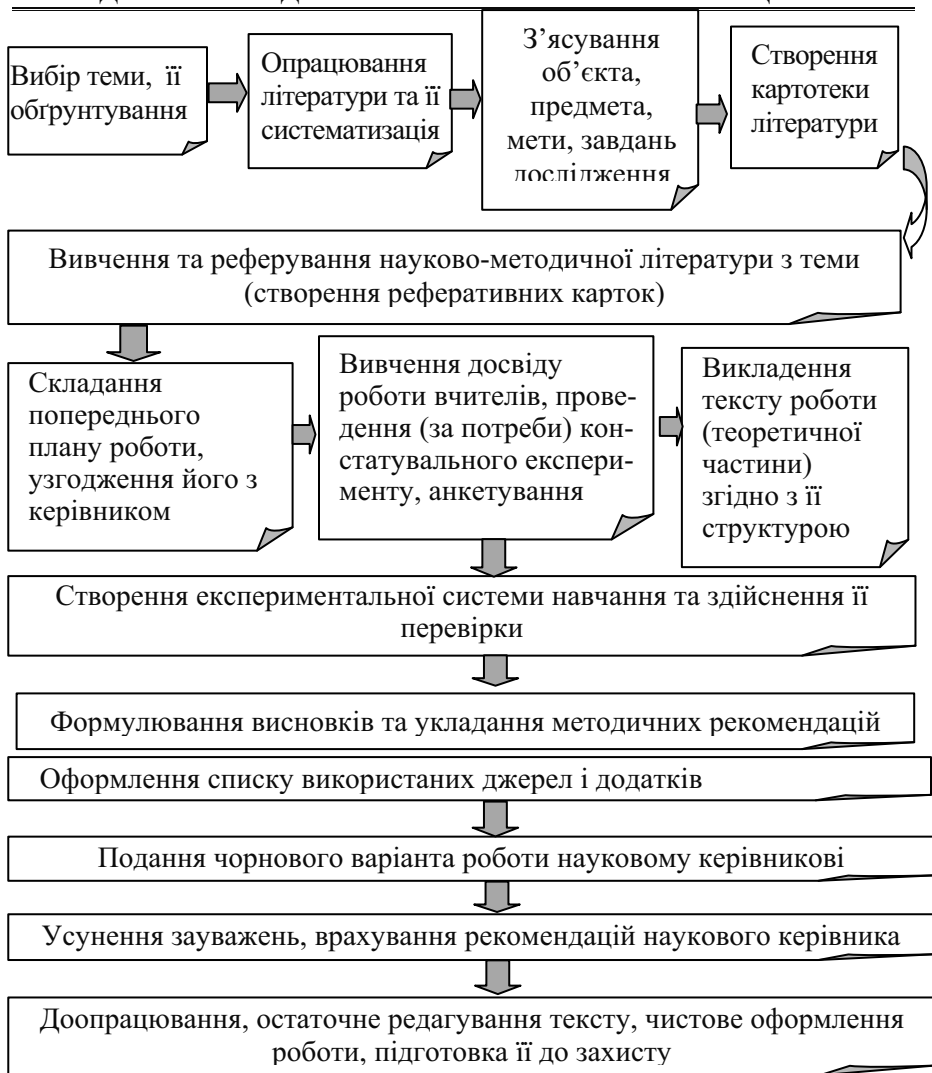 Вибір теми, її
обґрунтування
Опрацювання
літератури та її
систематизація
З’ясування
об’єкта,
предмета,
мети, завдань
дослідження
Створення
картотеки
літератури
Вивчення та реферування науково-методичної літератури з теми
(створення реферативних карток)
Складання
попереднього
плану роботи,
узгодження його з
керівником
Вивчення досвіду
роботи вчителів, прове-
дення (за потреби) кон-
статувального експери-
менту, анкетування
Викладення
тексту роботи
(теоретичної
частини)
згідно з її
структурою
Створення експериментальної системи навчання та здійснення її
перевірки
Формулювання висновків та укладання методичних рекомендацій
Оформлення списку використаних джерел і додатків
Подання чорнового варіанта роботи науковому керівникові
Усунення зауважень, врахування рекомендацій наукового керівника
Доопрацювання, остаточне редагування тексту, чистове оформлення
роботи, підготовка її до захисту